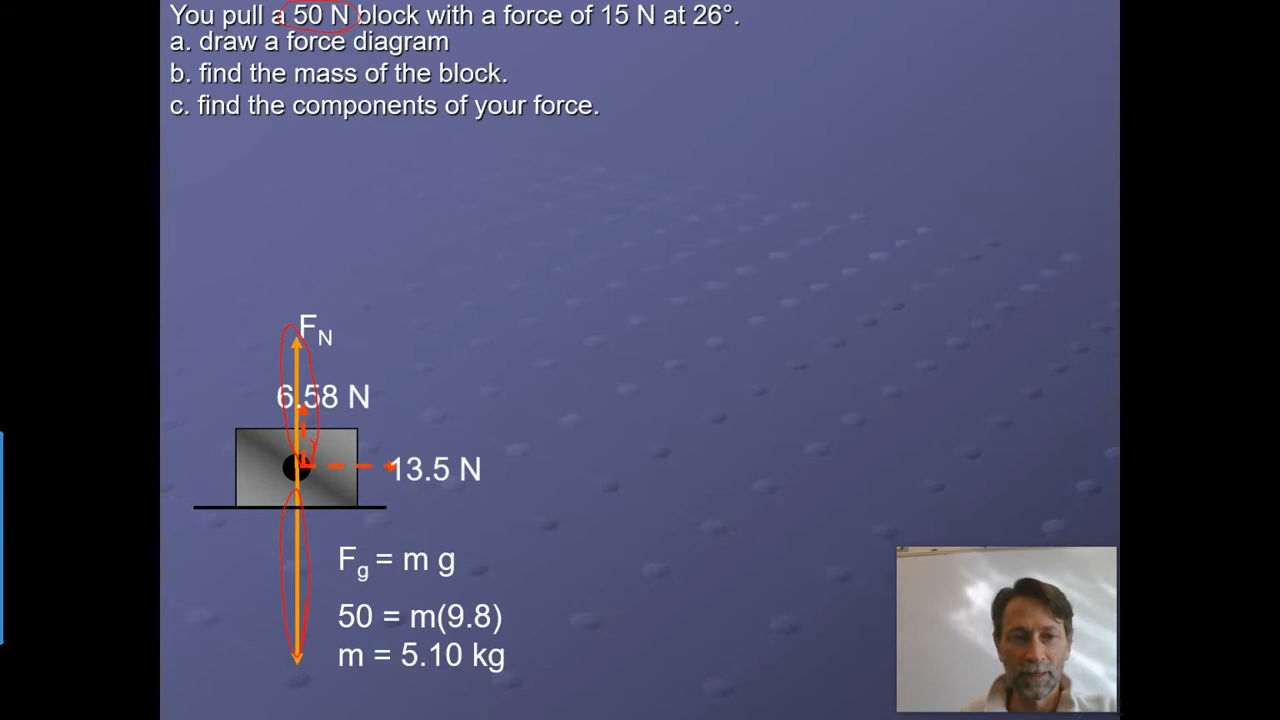 You pull a 50 N block with a force of 15 N at 26°.
a. draw a force diagram
b. find the mass of the block.
c. find the components of your force.
FN
6.58 N
13.5 N
Fg = m g
50 = m(9.8)
m = 5.10 kg